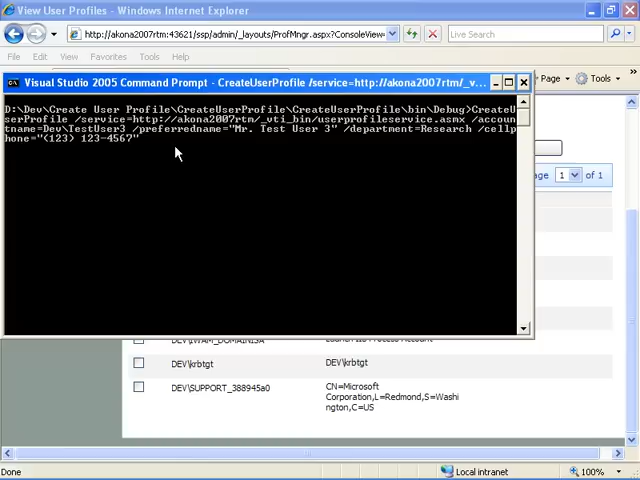 View User Profiles - Windows Internet Explorer
http://akona2007rtm:43621/ssp/admin/_layouts/ProfMngr.aspx?ConsoleView=
Live Search
File Edit View Favorites Tools Help
Visual Studio 2005 Command Prompt - CreateUserProfile /service=http://akona2007rtm/_v...
Page Tools
D:\Dev\Create User Profile\CreateUserProfile\CreateUserProfile\bin\Debug>CreateU
serProfile /service=http://akona2007rtm/_vti_bin/userprofileservice.asmx /accoun
tname=Dev\TestUser3 /preferredname="Mr. Test User 3" /department=Research /cellp
hone="(123) 123-4567"
age 1 of 1
DEV\krbtgt DEV\krbtgt
DEV\SUPPORT_388945a0 CN=Microsoft
Corporation,L=Redmond,S=Washi
ngton,C=US
Done Local intranet 100%